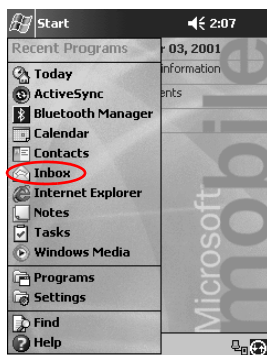 Start 2:07
Recent Programs r 03, 2001
Today information
ActiveSync ents
Bluetooth Manager
Calendar
Contacts
Inbox
Internet Explorer
Notes
Tasks
Windows Media
Programs
Settings
Find
Help
Microsoft
mobile